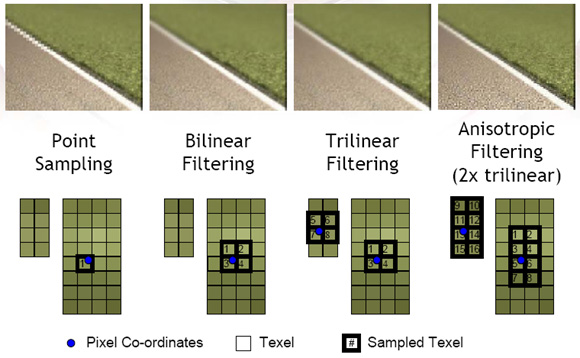 Point
Sampling
Bilinear
Filtering
Trilinear
Filtering
Anisotropic
Filtering
(2x trilinear)
1
1 2
3 4
5 6
7 8
1 2
3 4
9 10
11 12
13 14
15 16
1 2
3 4
5 6
7 8
Pixel Co-ordinates
Texel
# Sampled Texel